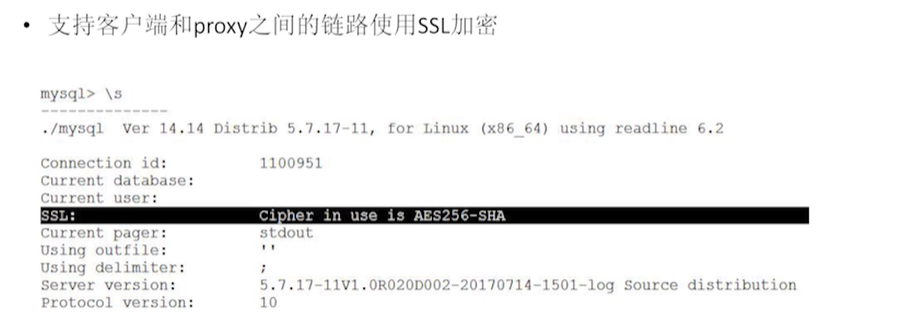 • 支持客户端和proxy之间的链路使用SSL加密
mysql> \s
--------------
./mysql  Ver 14.14 Distrib 5.7.17-11, for Linux (x86_64) using readline 6.2
Connection id:          1100951
Current database:
Current user:
SSL:                    Cipher in use is AES256-SHA
Current pager:          stdout
Using outfile:          ''
Using delimiter:        ;
Server version:         5.7.17-11V1.0R020D002-20170714-1501-log Source distribution
Protocol version:       10